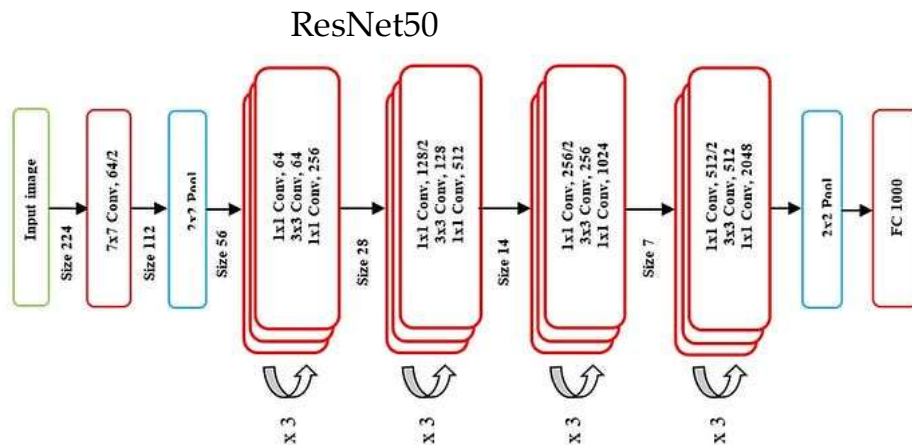 ResNet50
Input image
Size 224
7x7 Conv, 64/2
Size 112
2x2 Pool
Size 56
1x1 Conv, 64
3x3 Conv, 64
1x1 Conv, 256
x 3
Size 28
1x1 Conv, 128/2
3x3 Conv, 128
1x1 Conv, 512
x 3
Size 14
1x1 Conv, 256/2
3x3 Conv, 256
1x1 Conv, 1024
x 3
Size 7
1x1 Conv, 512/2
3x3 Conv, 512
1x1 Conv, 2048
x 3
2x2 Pool
FC 1000